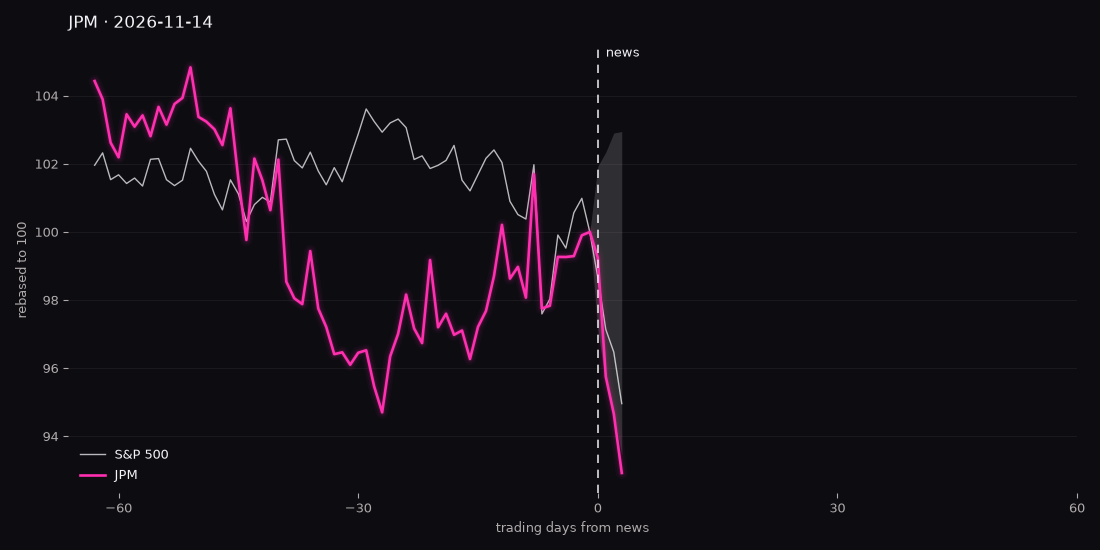 JPM · 2026-11-14
news
rebased to 100
104
102
100
98
96
94
S&P 500
JPM
−60
−30
0
30
60
trading days from news